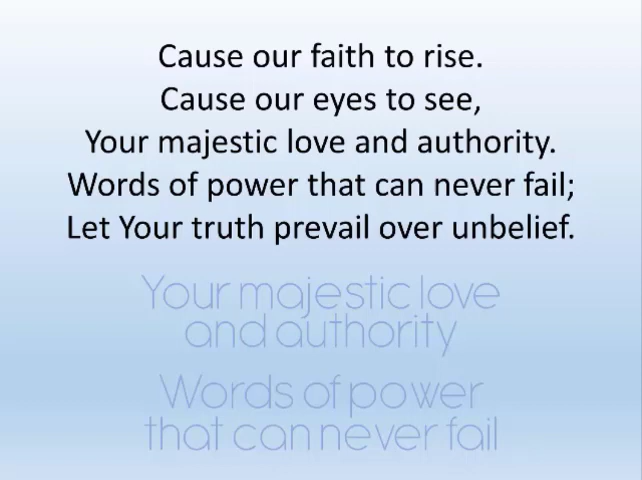 Cause our faith to rise.
Cause our eyes to see,
Your majestic love and authority.
Words of power that can never fail;
Let Your truth prevail over unbelief.
Your majestic love
and authority
Words of power
that can never fail